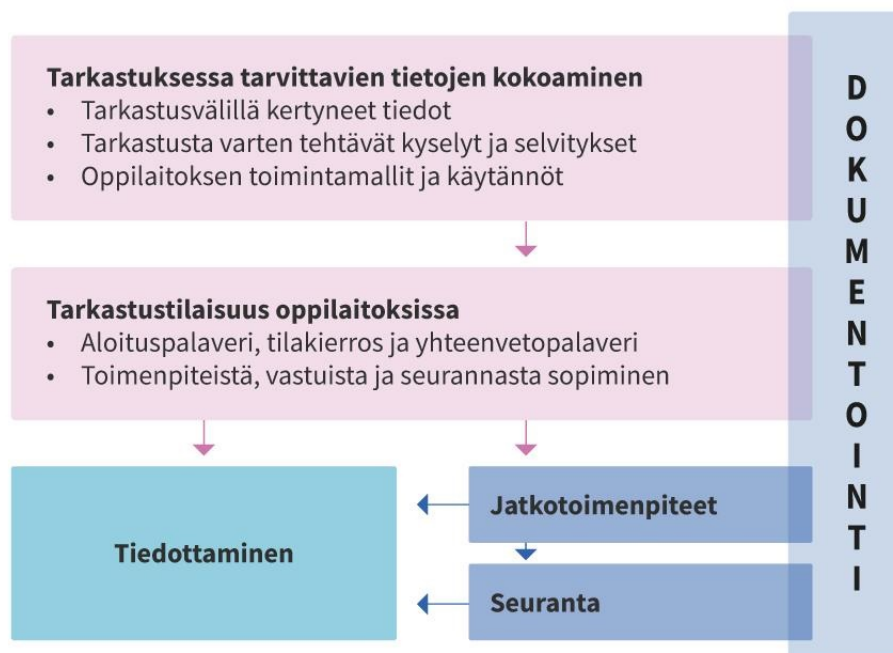 Tarkastuksessa tarvittavien tietojen kokoaminen
• Tarkastusvälillä kertyneet tiedot
• Tarkastusta varten tehtävät kyselyt ja selvitykset
• Oppilaitoksen toimintamallit ja käytännöt
Tarkastustilaisuus oppilaitoksissa
• Aloituspalaveri, tilakierros ja yhteenvetopalaveri
• Toimenpiteistä, vastuista ja seurannasta sopiminen
Tiedottaminen
Jatkotoimenpiteet
Seuranta
DOKUMENTOINTI